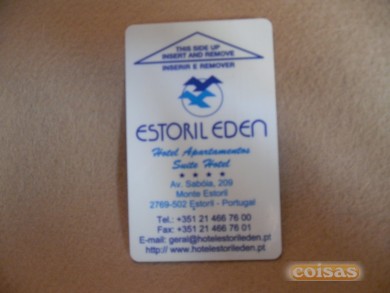 THIS SIDE UP
INSERT AND REMOVE
INSERIR E REMOVER
ESTORIL EDEN
Hotel Apartamentos
Suite Hotel
★ ★ ★ ★
Av. Sabóia, 209
Monte Estoril
2769-502 Estoril - Portugal
Tel.: +351 21 466 76 00
Fax: +351 21 466 76 01
E-mail: geral@hotelestorileden.pt
http:// www.hotelestorileden.pt
coisas